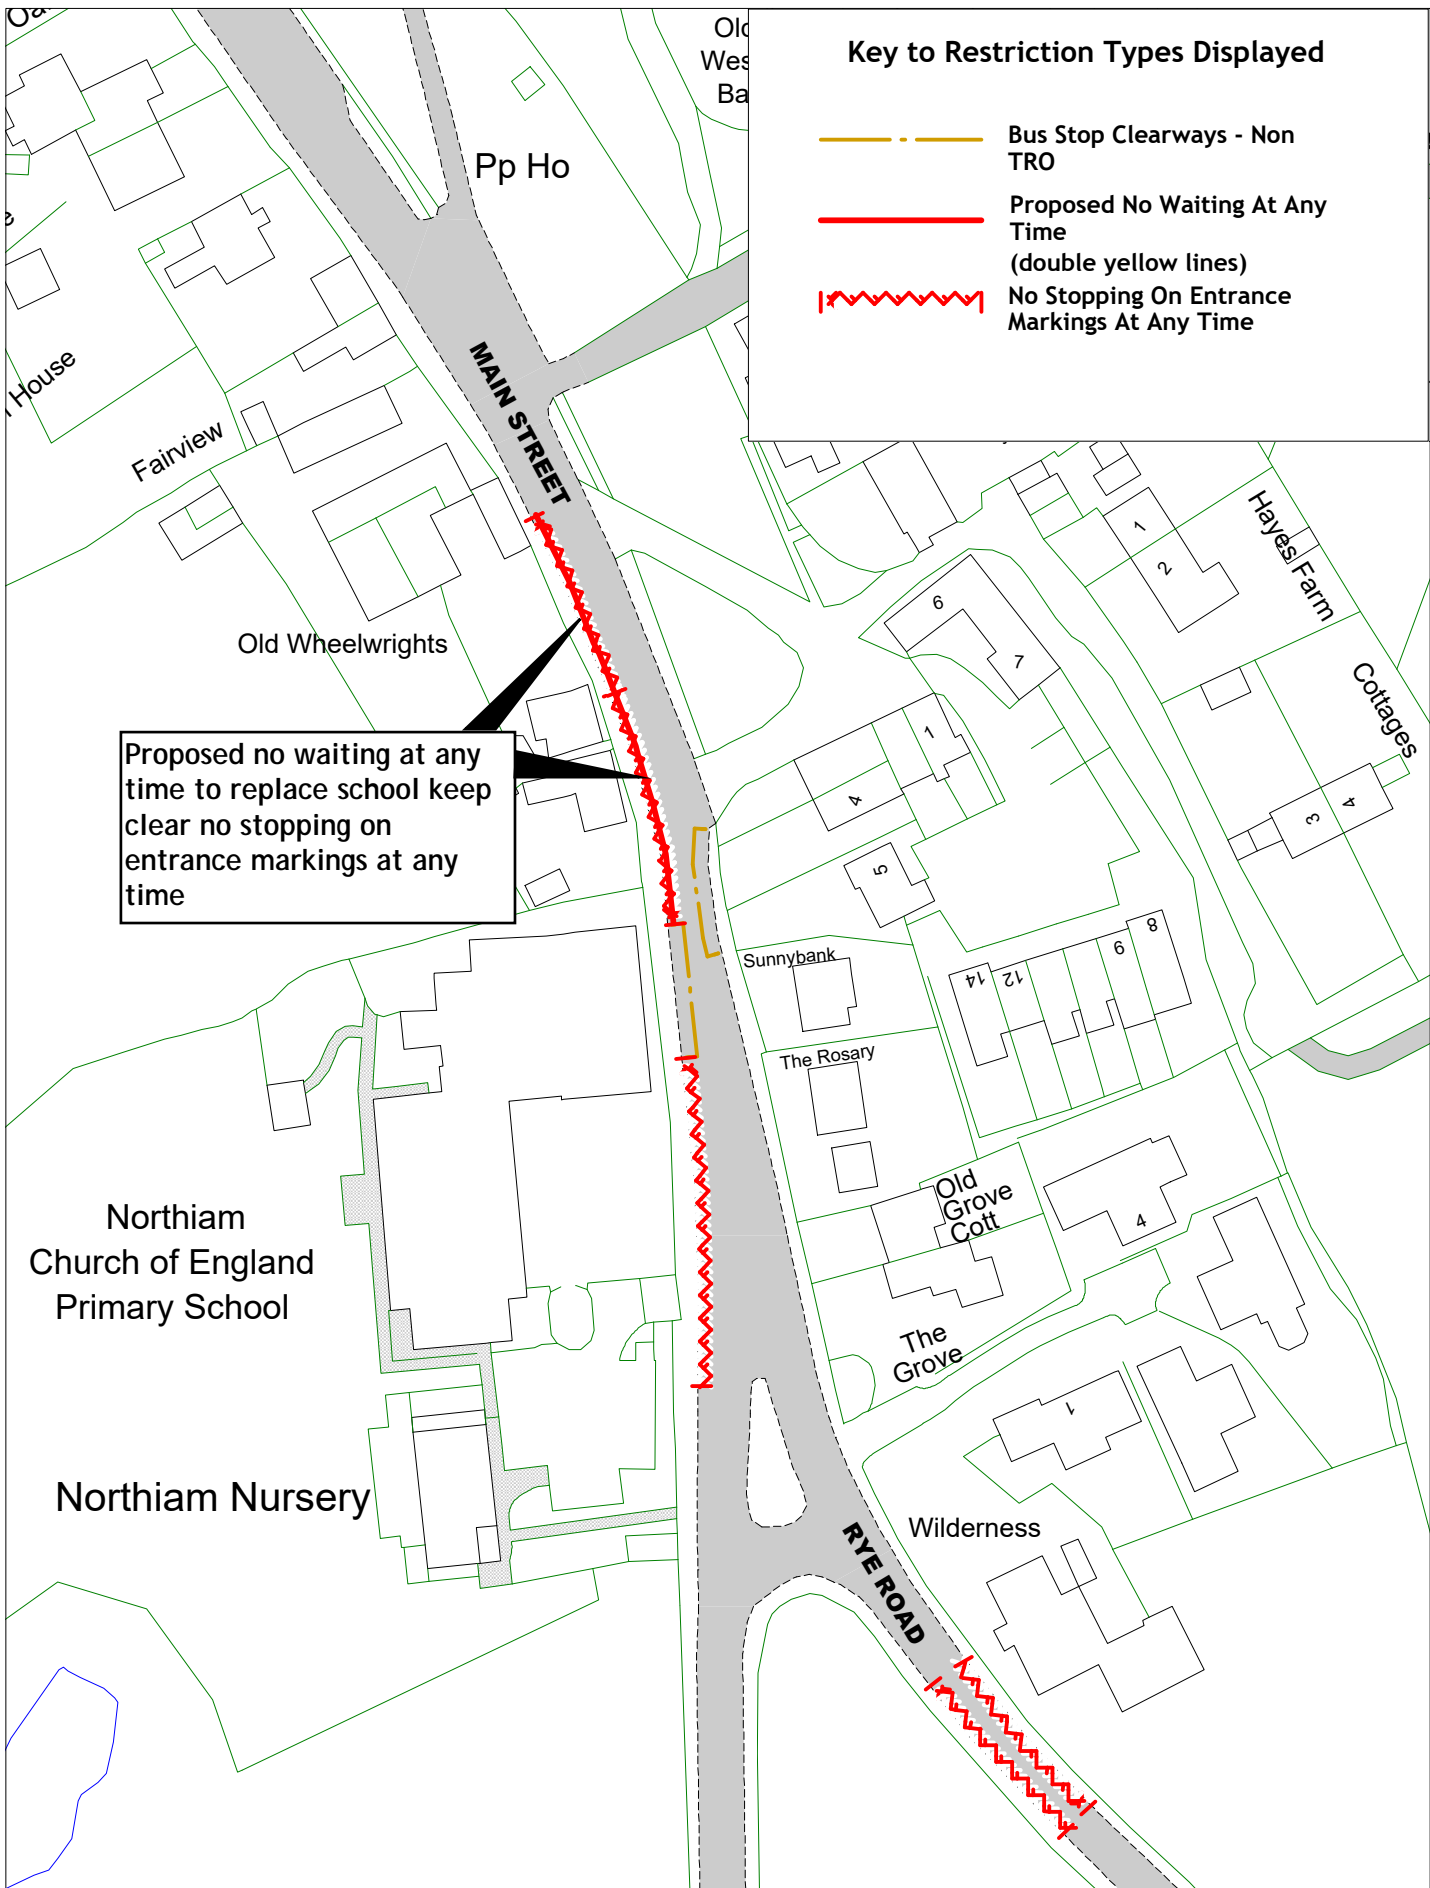 Key to Restriction Types Displayed
Bus Stop Clearways - Non
TRO
Proposed No Waiting At Any
Time
(double yellow lines)
No Stopping On Entrance
Markings At Any Time
Pp Ho
House
Fairview
MAIN STREET
Old Wheelwrights
Proposed no waiting at any
time to replace school keep
clear no stopping on
entrance markings at any
time
Hayes Farm
Cottages
1
2
6
7
1
4
5
3
4
Sunnybank
14
12
9
8
The Rosary
Old
Grove
Cott
4
Northiam
Church of England
Primary School
The
Grove
1
Northiam Nursery
Wilderness
RYE ROAD